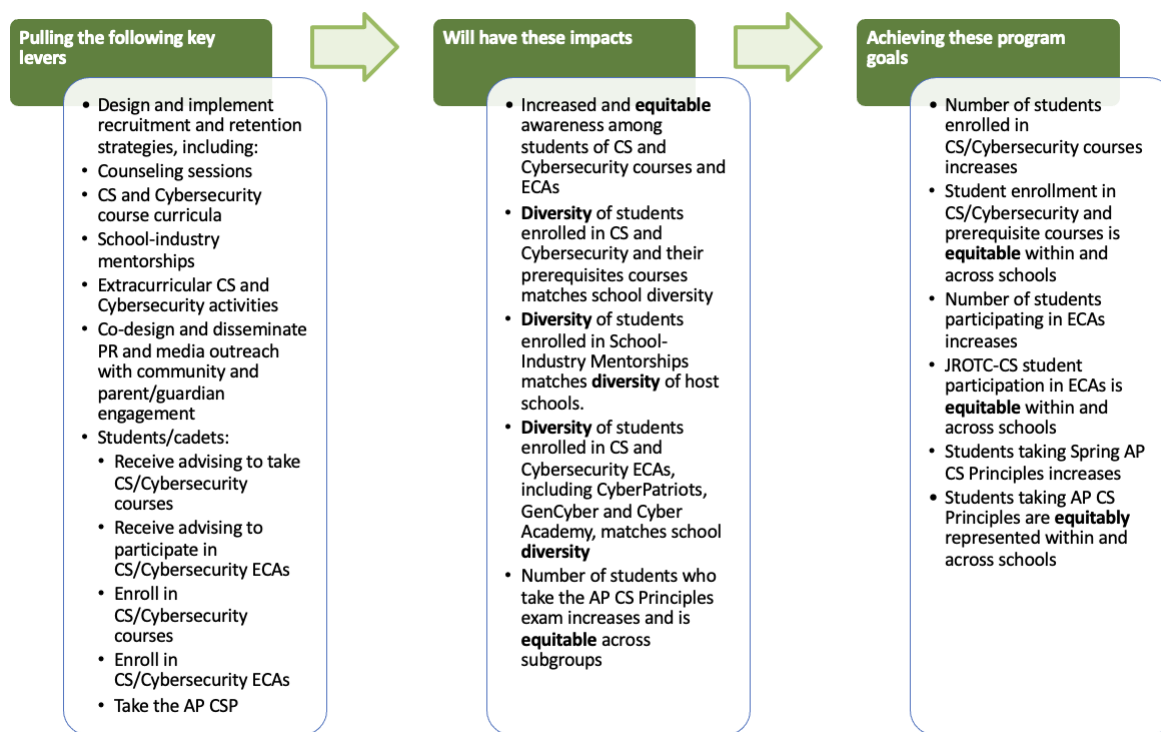 Pulling the following key
levers
• Design and implement
recruitment and retention
strategies, including:
• Counseling sessions
• CS and Cybersecurity
course curricula
• School-industry
mentorships
• Extracurricular CS and
Cybersecurity activities
• Co-design and disseminate
PR and media outreach
with community and
parent/guardian
engagement
• Students/cadets:
• Receive advising to take
CS/Cybersecurity
courses
• Receive advising to
participate in
CS/Cybersecurity ECAs
• Enroll in
CS/Cybersecurity
courses
• Enroll in
CS/Cybersecurity ECAs
• Take the AP CSP
Will have these impacts
• Increased and equitable
awareness among
students of CS and
Cybersecurity courses and
ECAs
• Diversity of students
enrolled in CS and
Cybersecurity and their
prerequisites courses
matches school diversity
• Diversity of students
enrolled in School-
Industry Mentorships
matches diversity of host
schools.
• Diversity of students
enrolled in CS and
Cybersecurity ECAs,
including CyberPatriots,
GenCyber and Cyber
Academy, matches school
diversity
• Number of students who
take the AP CS Principles
exam increases and is
equitable across
subgroups
Achieving these program
goals
• Number of students
enrolled in
CS/Cybersecurity courses
increases
• Student enrollment in
CS/Cybersecurity and
prerequisite courses is
equitable within and
across schools
• Number of students
participating in ECAs
increases
• JROTC-CS student
participation in ECAs is
equitable within and
across schools
• Students taking Spring AP
CS Principles increases
• Students taking AP CS
Principles are equitably
represented within and
across schools